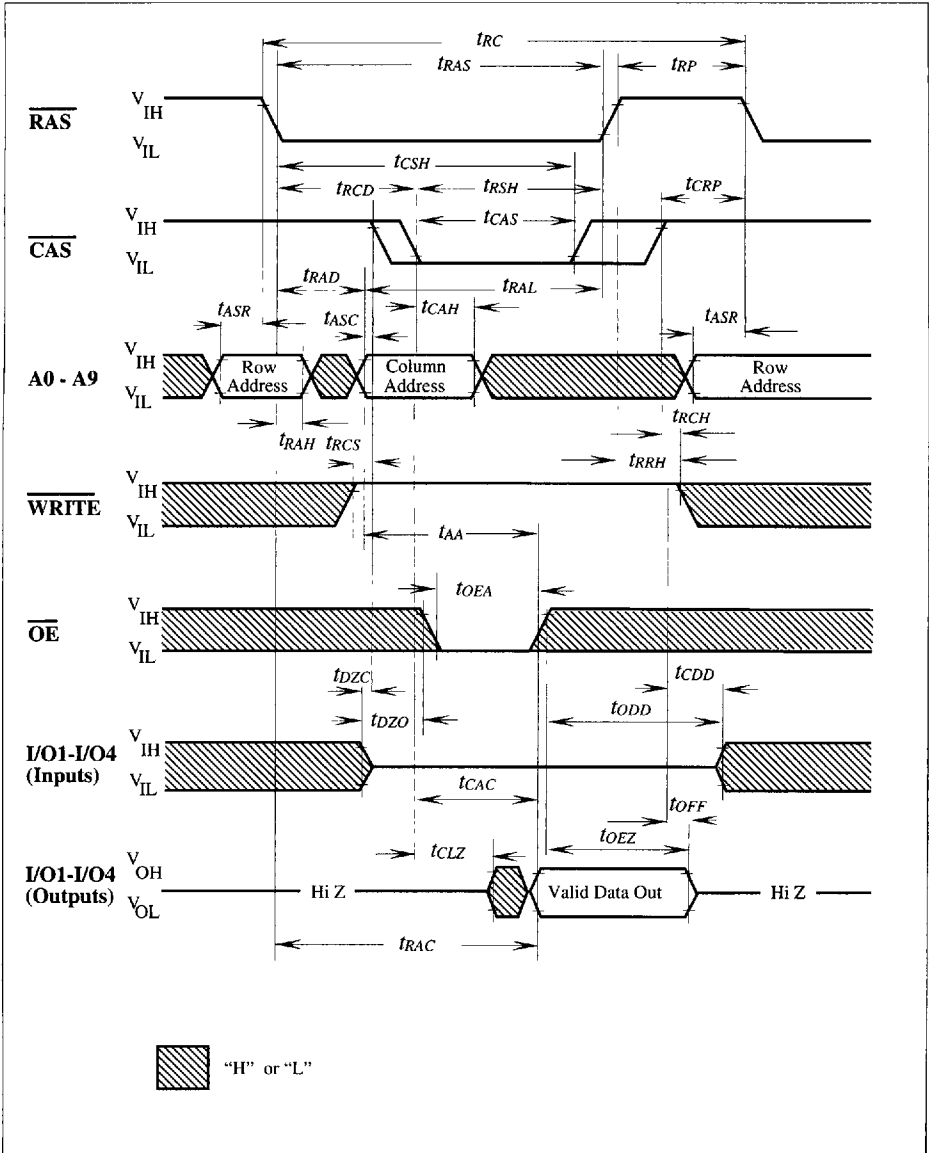 tRC
tRAS
tRP
RAS
VIH
VIL
tCSH
tRCD
tRSH
tCRP
CAS
VIH
VIL
tCAS
tRAD
tRAL
tASR
tASC
tCAH
tASR
A0 - A9
VIH
VIL
Row Address
Column Address
Row Address
tRAH
tRCS
tRCH
tRRH
WRITE
VIH
VIL
tAA
tOEA
OE
VIH
VIL
tDZC
tCDD
tDZO
tODD
I/O1-I/O4
(Inputs)
VIH
VIL
tCAC
tOFF
tCLZ
tOEZ
I/O1-I/O4
(Outputs)
VOH
VOL
Hi Z
Valid Data Out
Hi Z
tRAC
“H” or “L”